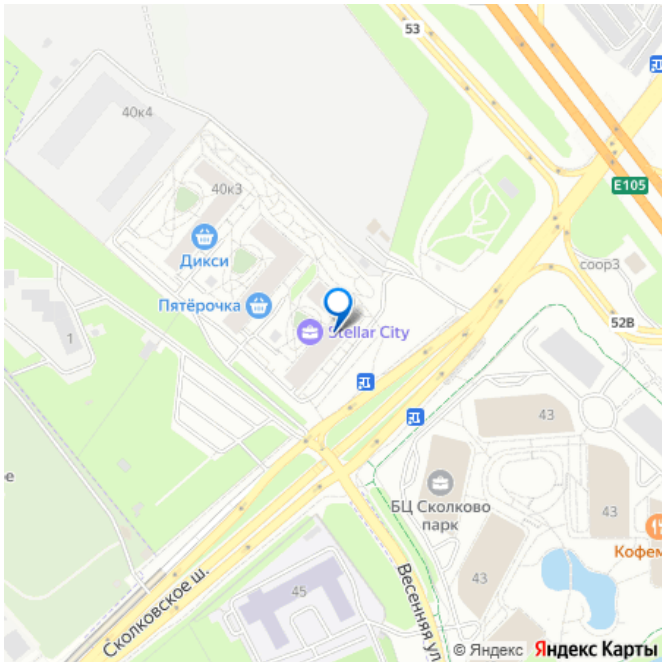 53
40к4
E105
40к3
Дикси
соор3
Пятёрочка
52В
Stellar City
1
43
БЦ Сколково
парк
43
Кофем
43
45
Сколковское ш.
Весенняя ул
ое
© Яндекс Яндекс Карты